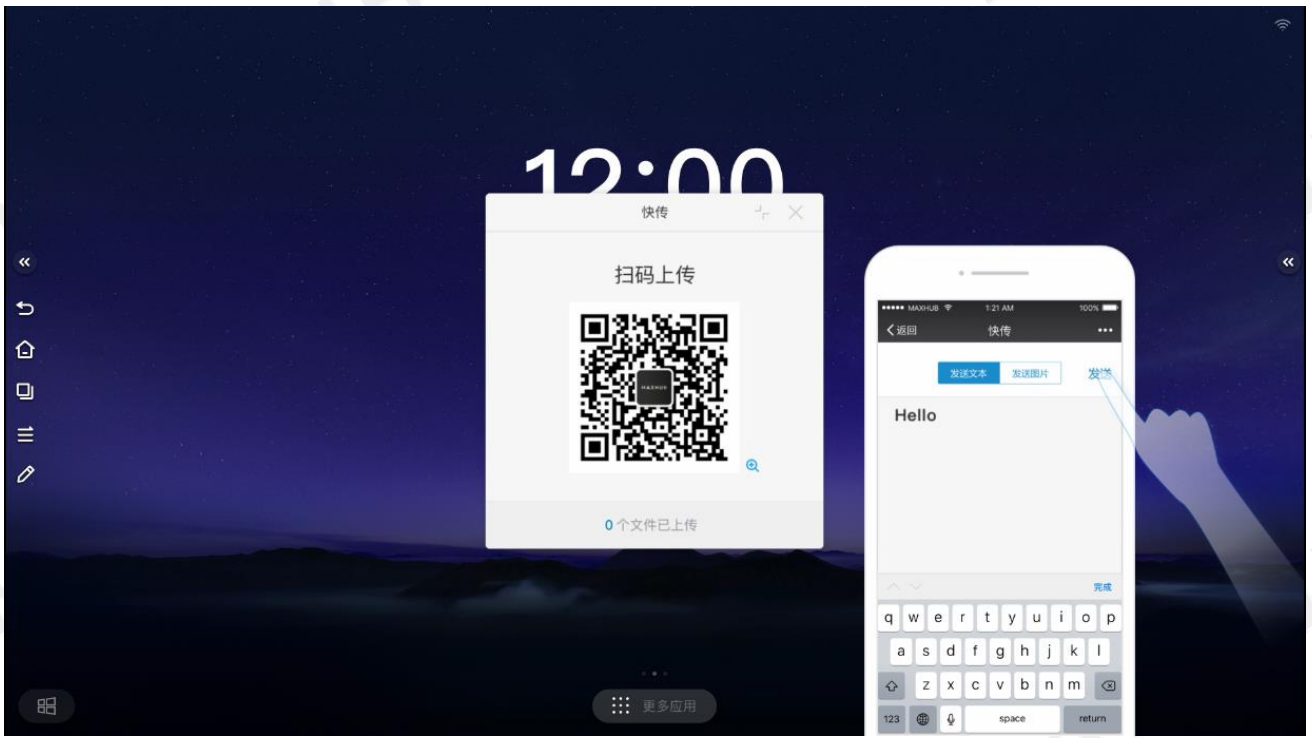 12:00
快传
扫码上传
MAXHUB
0 个文件已上传
更多应用
MAXHUB 1:21 AM 100%
返回 快传
发送文本 发送图片 发送
Hello
完成
q w e r t y u i o p
a s d f g h j k l
z x c v b n m
123 space return